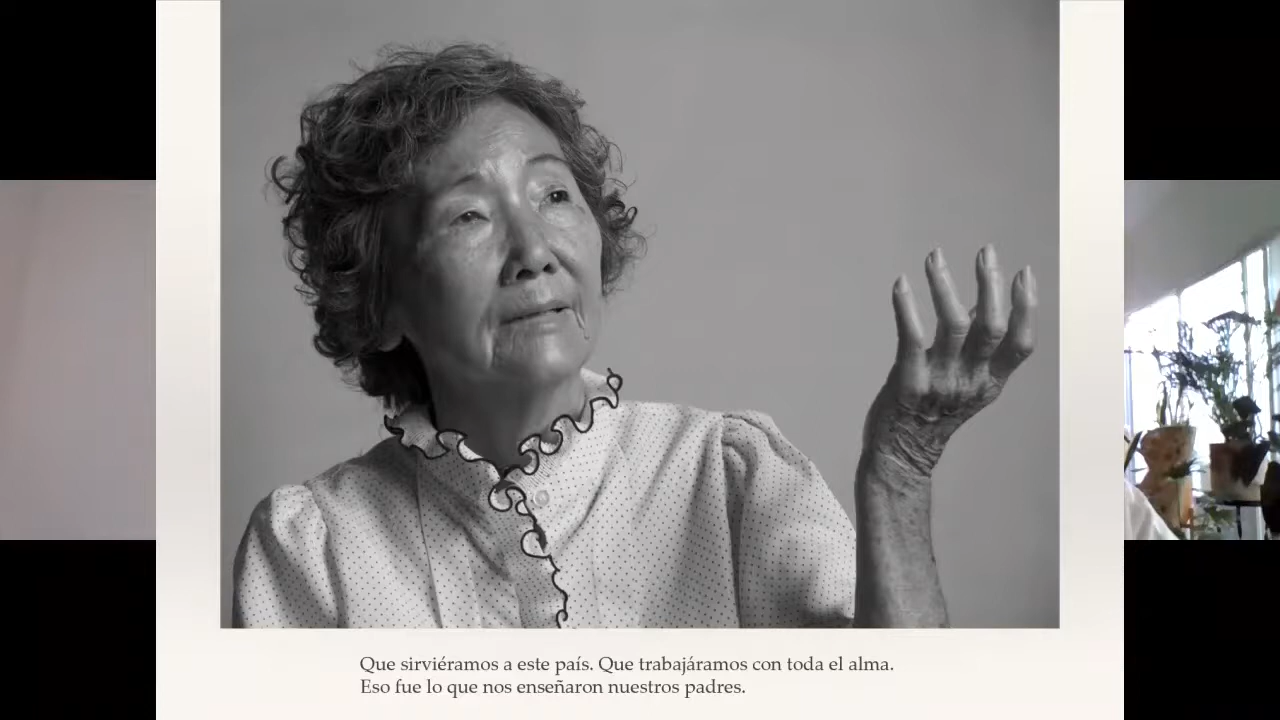 Que sirviéramos a este país. Que trabajáramos con toda el alma.
Eso fue lo que nos enseñaron nuestros padres.